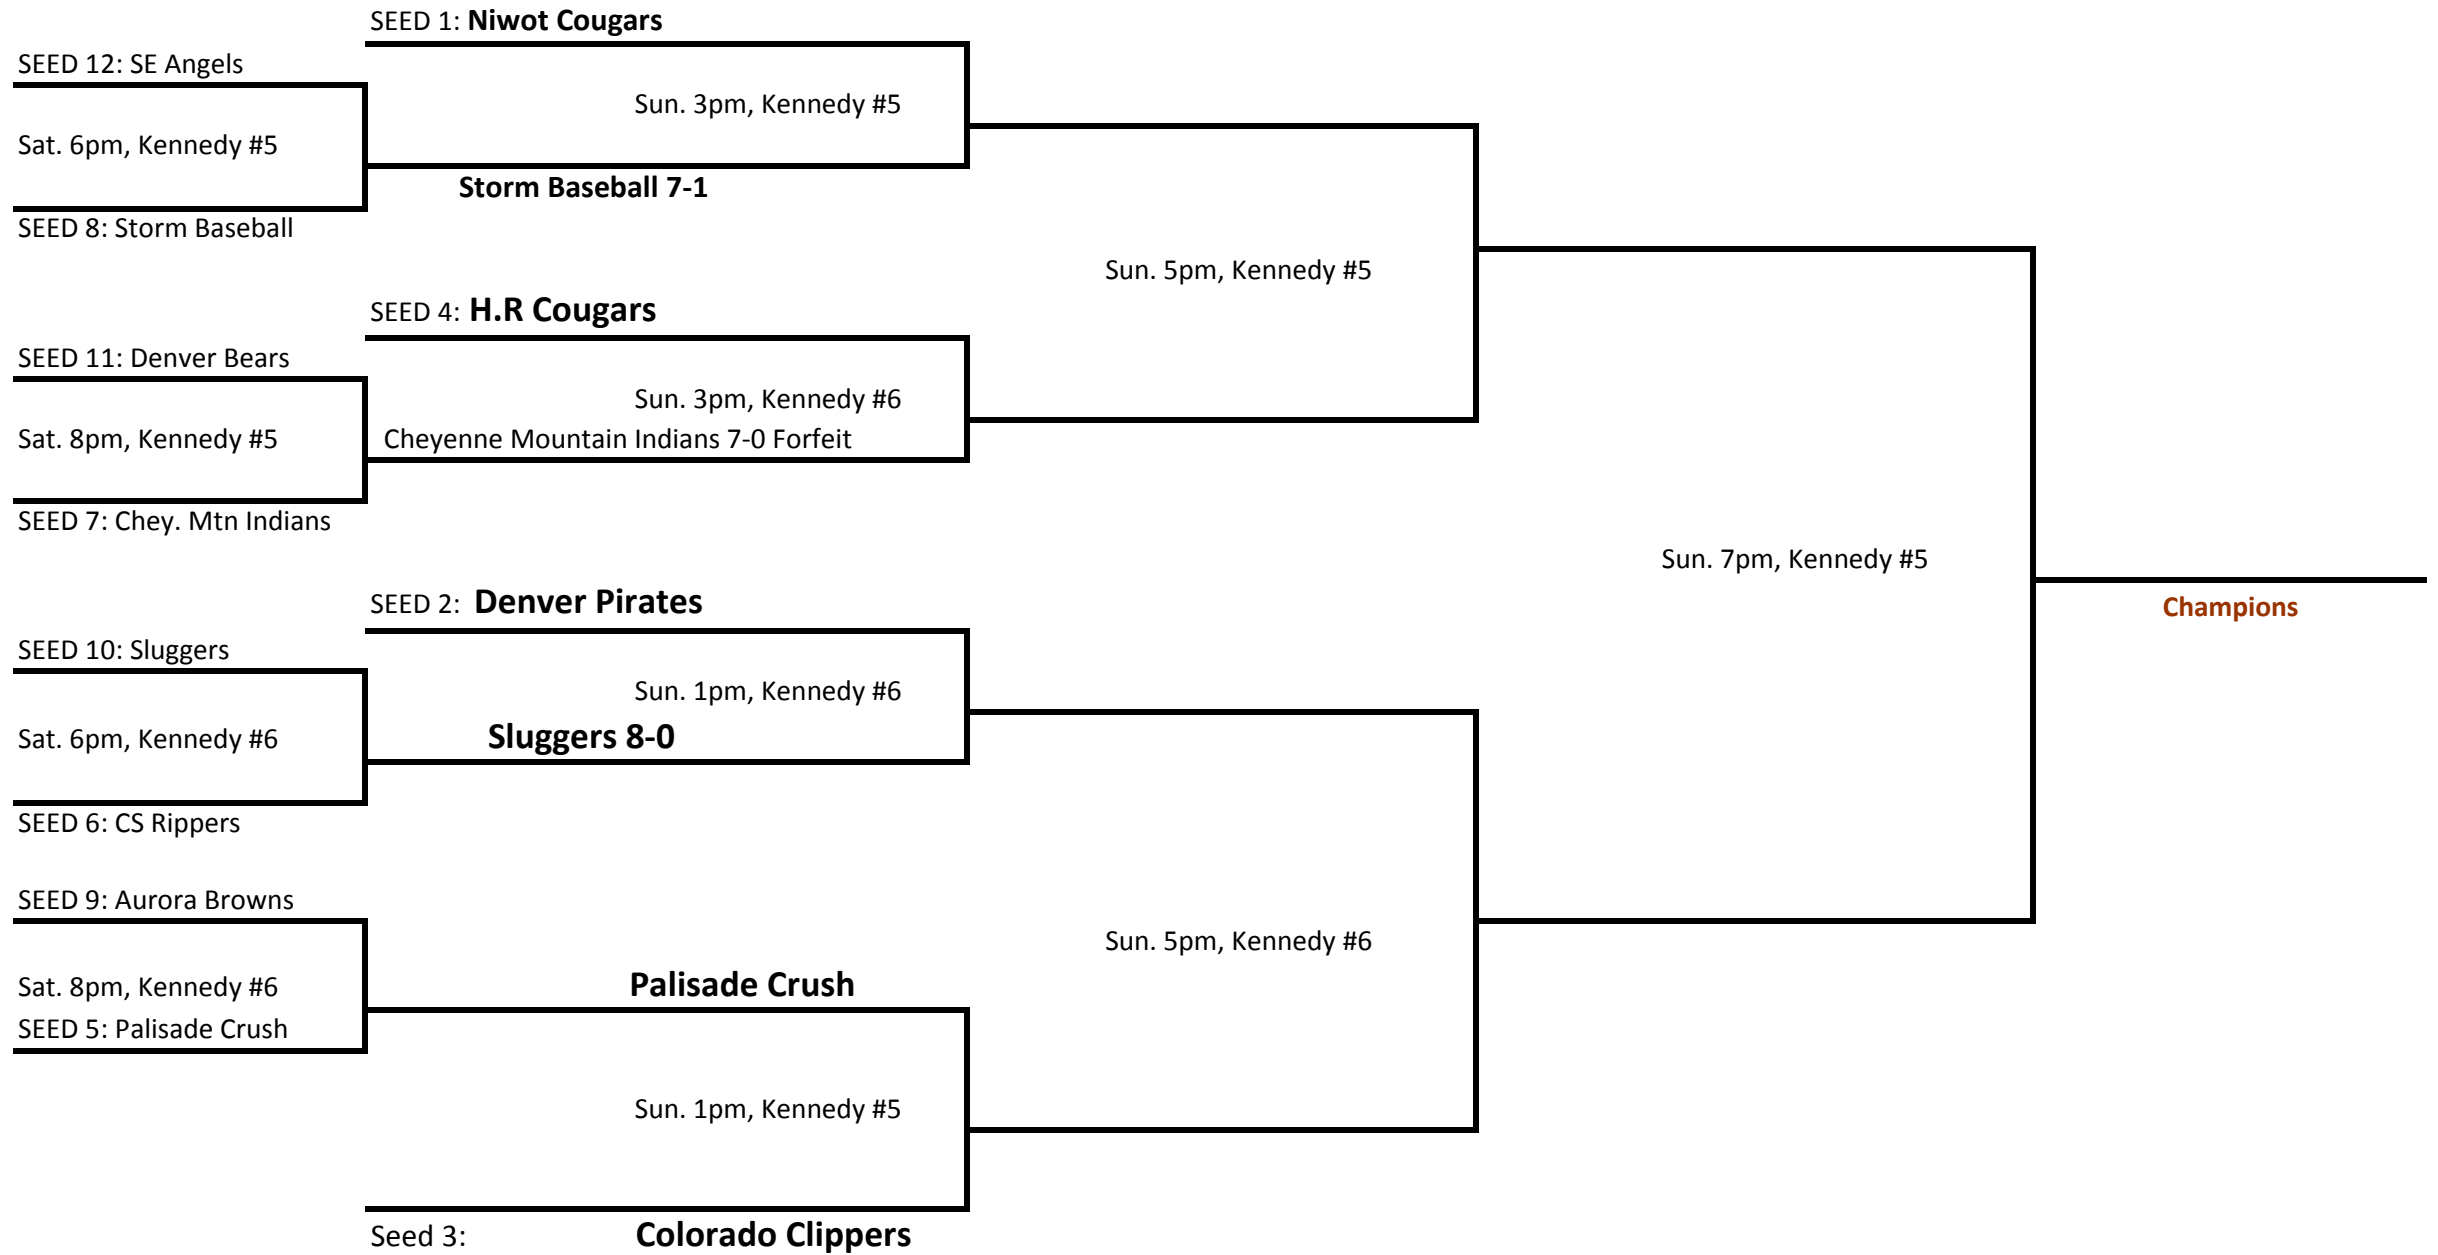 SEED 1: Niwot Cougars
SEED 12: SE Angels
Sun. 3pm, Kennedy #5
Sat. 6pm, Kennedy #5
Storm Baseball 7-1
SEED 8: Storm Baseball
Sun. 5pm, Kennedy #5
SEED 4: H.R Cougars
SEED 11: Denver Bears
Sun. 3pm, Kennedy #6
Sat. 8pm, Kennedy #5
Cheyenne Mountain Indians 7-0 Forfeit
SEED 7: Chey. Mtn Indians
Sun. 7pm, Kennedy #5
SEED 2: Denver Pirates
Champions
SEED 10: Sluggers
Sun. 1pm, Kennedy #6
Sat. 6pm, Kennedy #6
Sluggers 8-0
SEED 6: CS Rippers
SEED 9: Aurora Browns
Sun. 5pm, Kennedy #6
Sat. 8pm, Kennedy #6
Palisade Crush
SEED 5: Palisade Crush
Sun. 1pm, Kennedy #5
Seed 3: Colorado Clippers